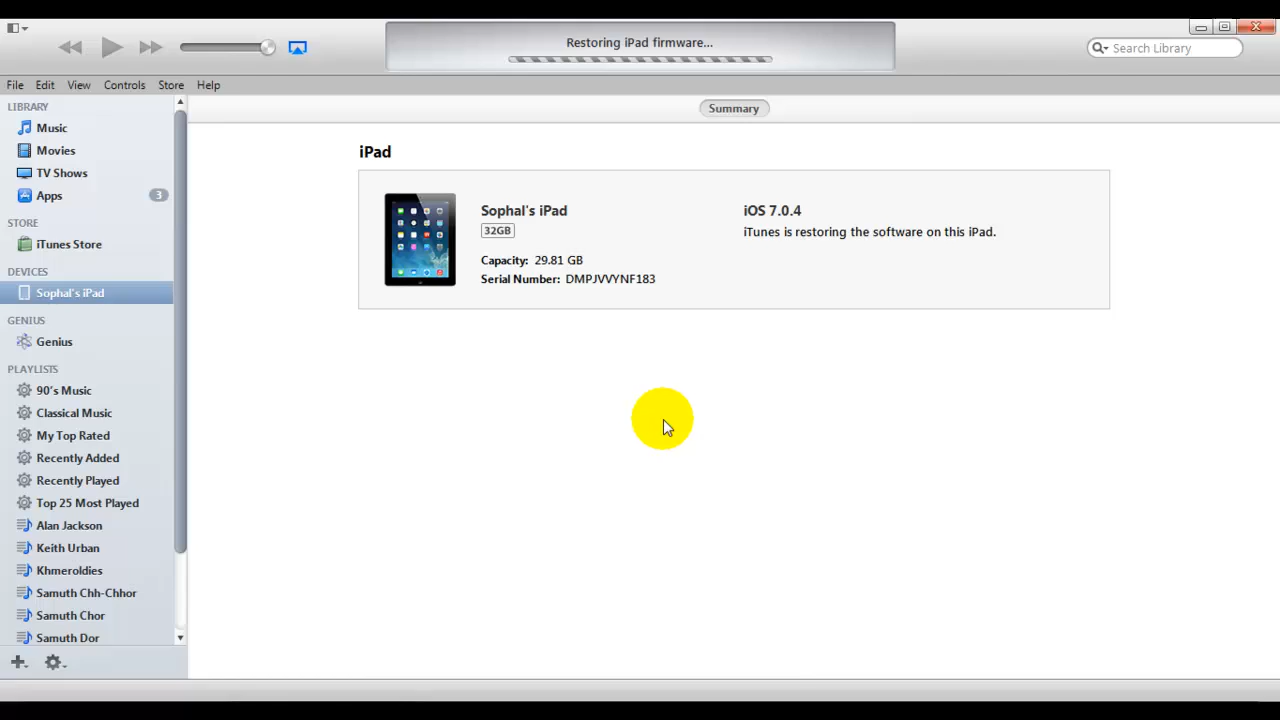 Restoring iPad firmware...
Search Library
File Edit View Controls Store Help
LIBRARY
Music
Movies
TV Shows
Apps 3
STORE
iTunes Store
DEVICES
Sophal's iPad
GENIUS
Genius
PLAYLISTS
90's Music
Classical Music
My Top Rated
Recently Added
Recently Played
Top 25 Most Played
Alan Jackson
Keith Urban
Khmeroldies
Samuth Chh-Chhor
Samuth Chor
Samuth Dor
Summary
iPad
Sophal's iPad
32GB
Capacity: 29.81 GB
Serial Number: DMPJVVYNF183
iOS 7.0.4
iTunes is restoring the software on this iPad.